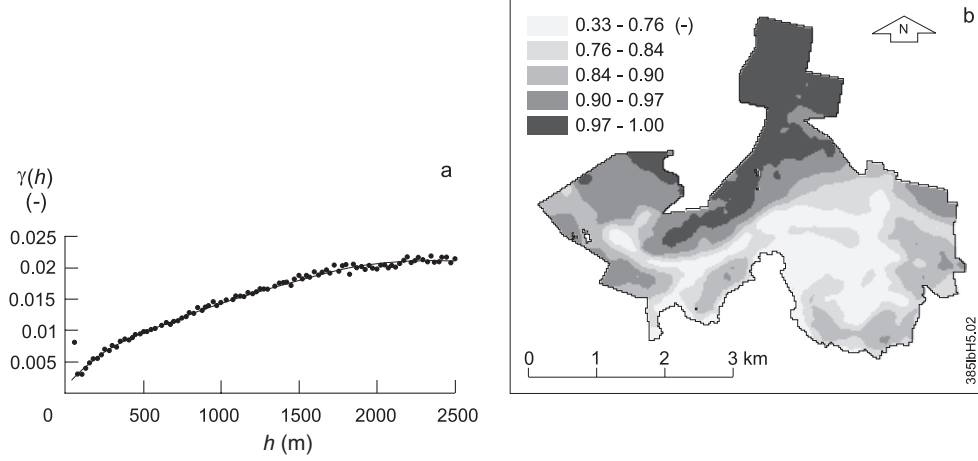 a
γ(h)
(-)
0.025
0.020
0.015
0.01
0.005
0 500 1000 1500 2000 2500
h (m)
b
0.33 - 0.76 (-)
0.76 - 0.84
0.84 - 0.90
0.90 - 0.97
0.97 - 1.00
N
0 1 2 3 km
385lbH5.02